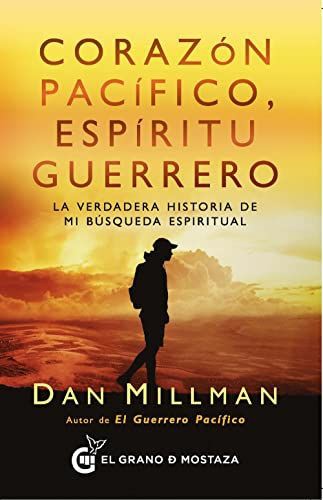 CORAZÓN
PACÍFICO,
ESPÍRITU
GUERRERO
LA VERDADERA HISTORIA DE
MI BÚSQUEDA ESPIRITUAL
DAN MILLMAN
Autor de El Guerrero Pacífico
EL GRANO D MOSTAZA